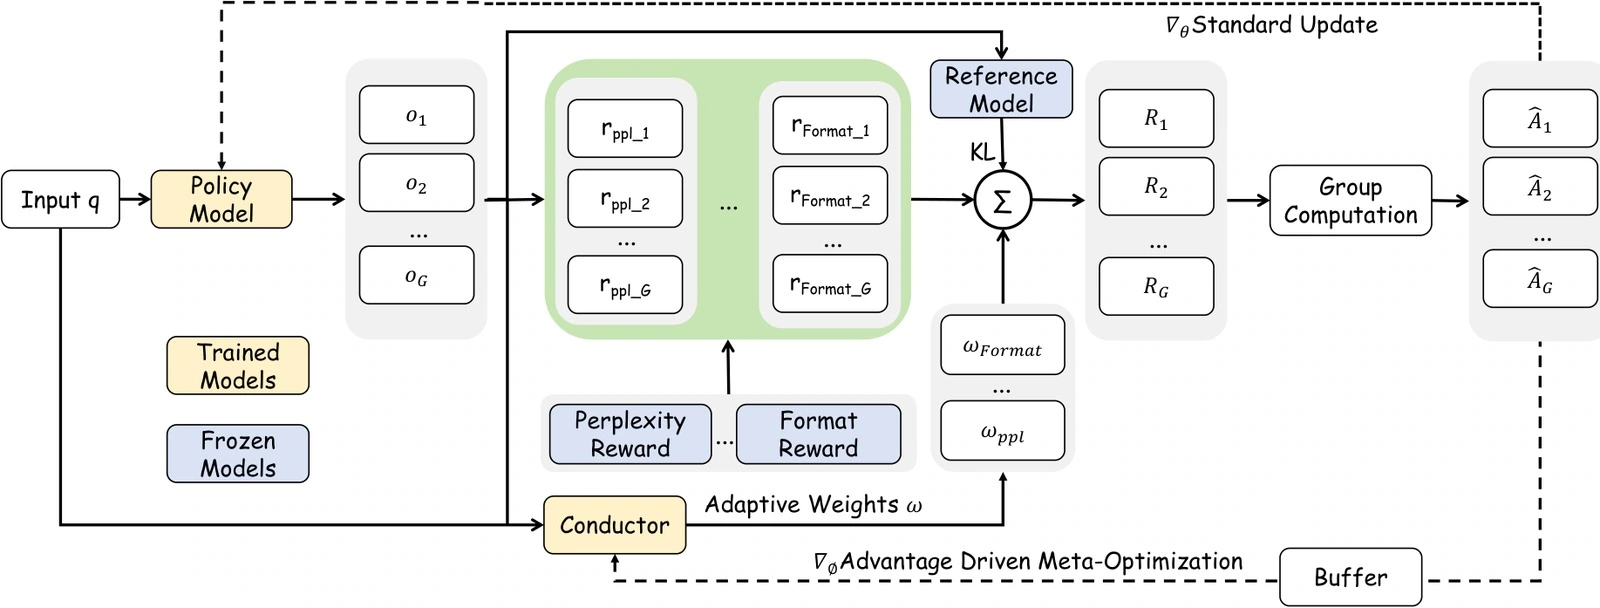 ∇θStandard Update
Input q
Policy
Model
o1
o2
...
oG
rppl_1
rppl_2
...
rppl_G
...
rFormat_1
rFormat_2
...
rFormat_G
Reference
Model
KL
Σ
R1
R2
...
RG
Group
Computation
Â1
Â2
...
ÂG
Trained
Models
Frozen
Models
Perplexity
Reward
...
Format
Reward
ωFormat
...
ωppl
Conductor
Adaptive Weights ω
∇ØAdvantage Driven Meta-Optimization
Buffer